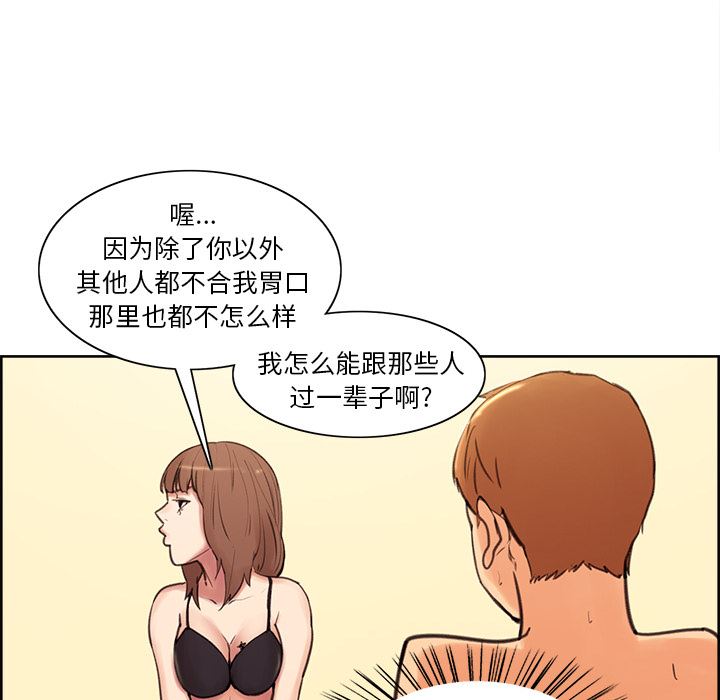 喔...
因为除了你以外
其他人都不合我胃口
那里也都不怎么样
我怎么能跟那些人
过一辈子啊?